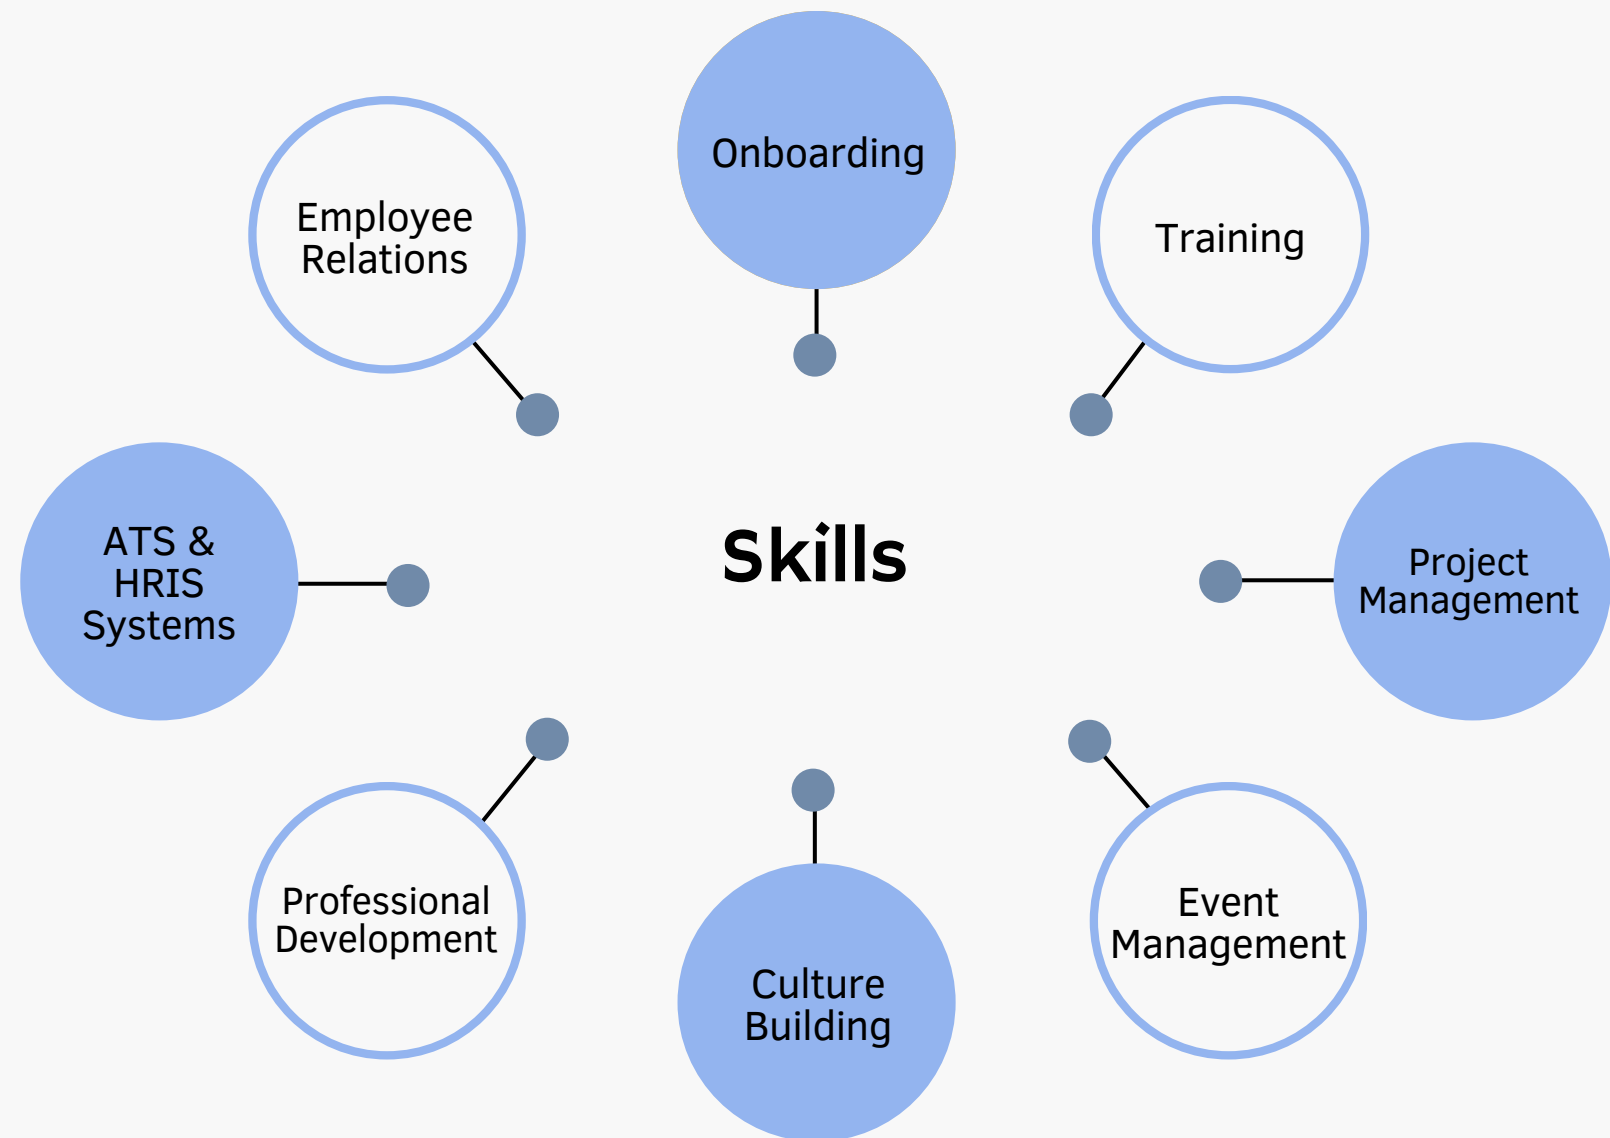 Onboarding
Employee
Relations
Training
Skills
ATS &
HRIS
Systems
Project
Management
Professional
Development
Event
Management
Culture
Building